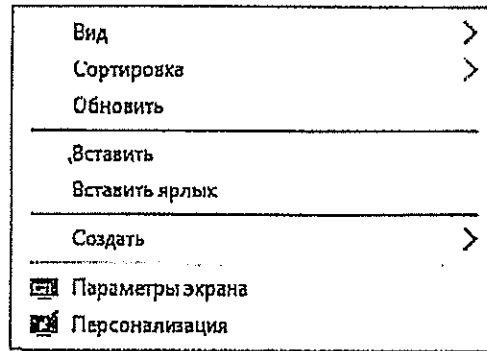 Вид
Сортировка
Обновить
Вставить
Вставить ярлык
Создать
Параметры экрана
Персонализация